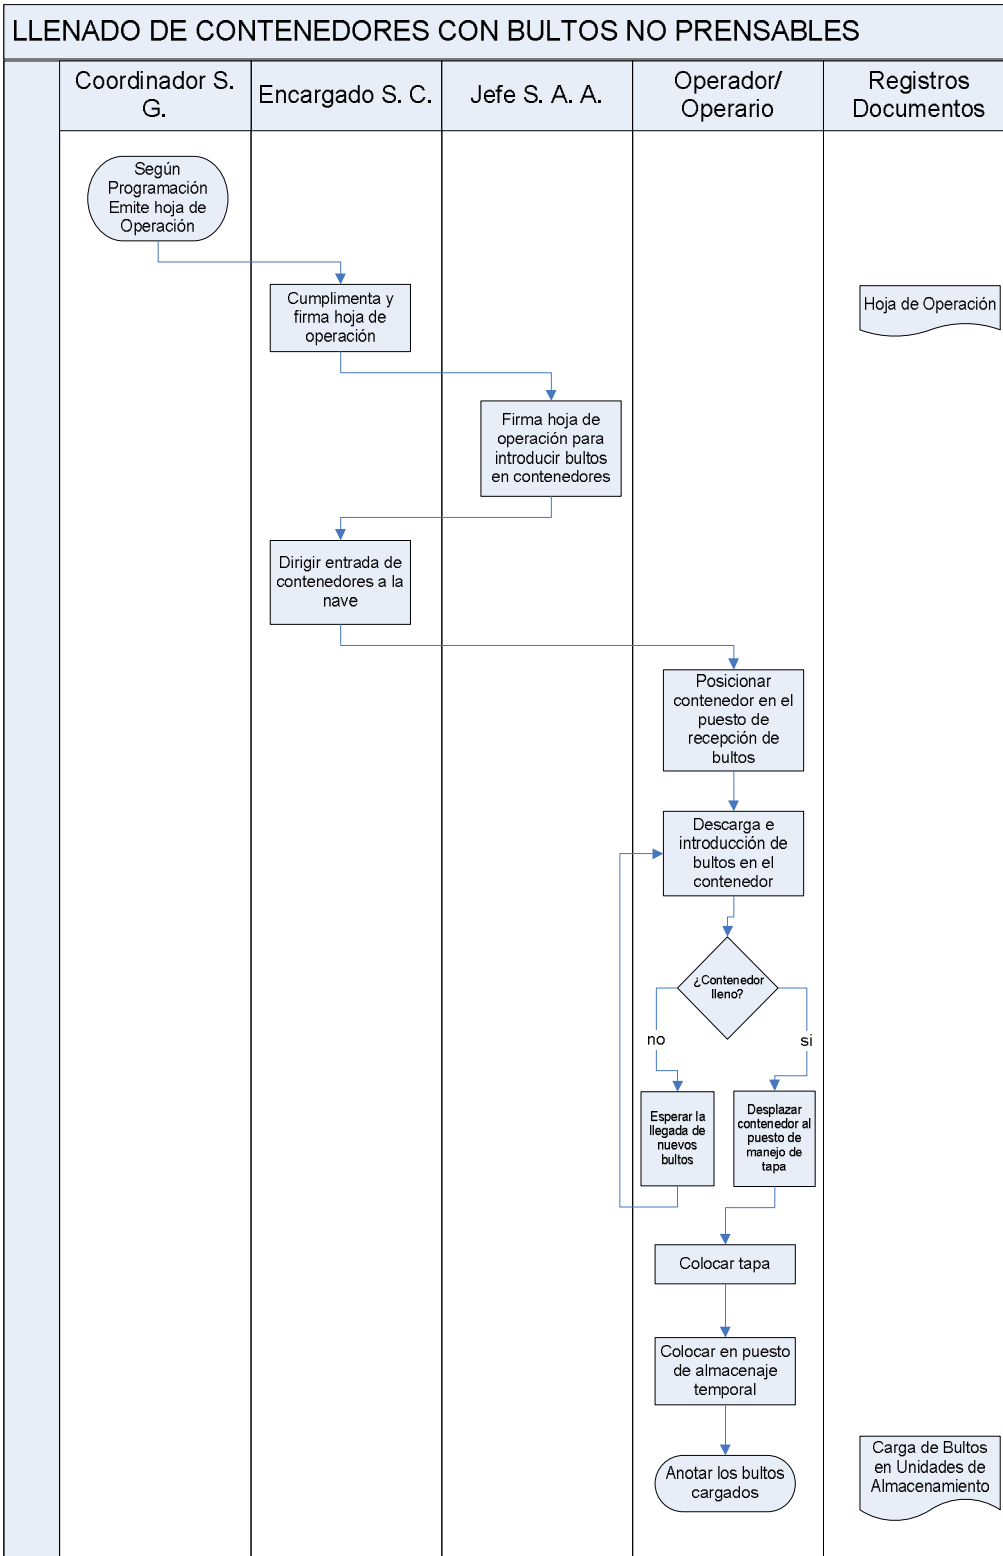 LLENADO DE CONTENEDORES CON BULTOS NO PRENSABLES
Coordinador S.
G.
Encargado S. C.
Jefe S. A. A.
Operador/
Operario
Registros
Documentos
Según
Programación
Emite hoja de
Operación
Cumplimenta y
firma hoja de
operación
Hoja de Operación
Firma hoja de
operación para
introducir bultos
en contenedores
Dirigir entrada de
contenedores a la
nave
Posicionar
contenedor en el
puesto de
recepción de
bultos
Descarga e
introducción de
bultos en el
contenedor
¿Contenedor
lleno?
no
si
Esperar la
llegada de
nuevos
bultos
Desplazar
contenedor al
puesto de
manejo de
tapa
Colocar tapa
Colocar en puesto
de almacenaje
temporal
Anotar los bultos
cargados
Carga de Bultos
en Unidades de
Almacenamiento